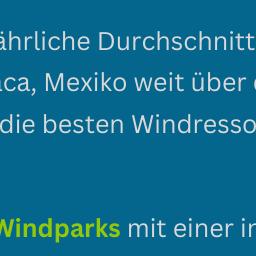 ährliche Durchschnitt
aca, Mexiko weit über
die besten Windresso
Windparks mit einer in